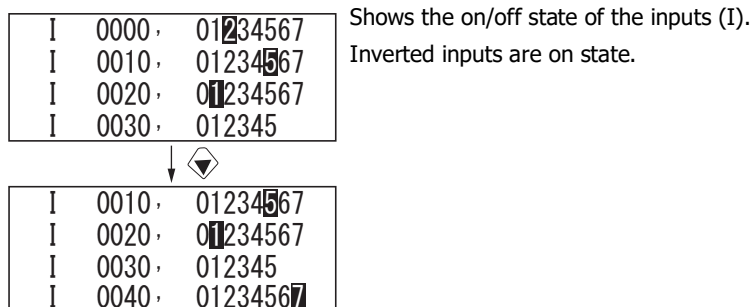 I 0000, 01234567
Shows the on/off state of the inputs (I).
I 0010, 01234567
Inverted inputs are on state.
I 0020, 01234567
I 0030, 012345
I 0010, 01234567
I 0020, 01234567
I 0030, 012345
I 0040, 01234567